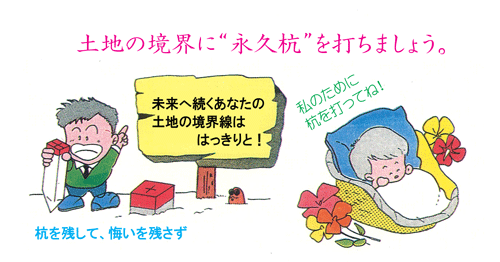 土地の境界に“永久杭”を打ちましょう。
未来へ続くあなたの
土地の境界線は
はっきりと！
私のために
杭を打ってね！
杭を残して、悔いを残さず